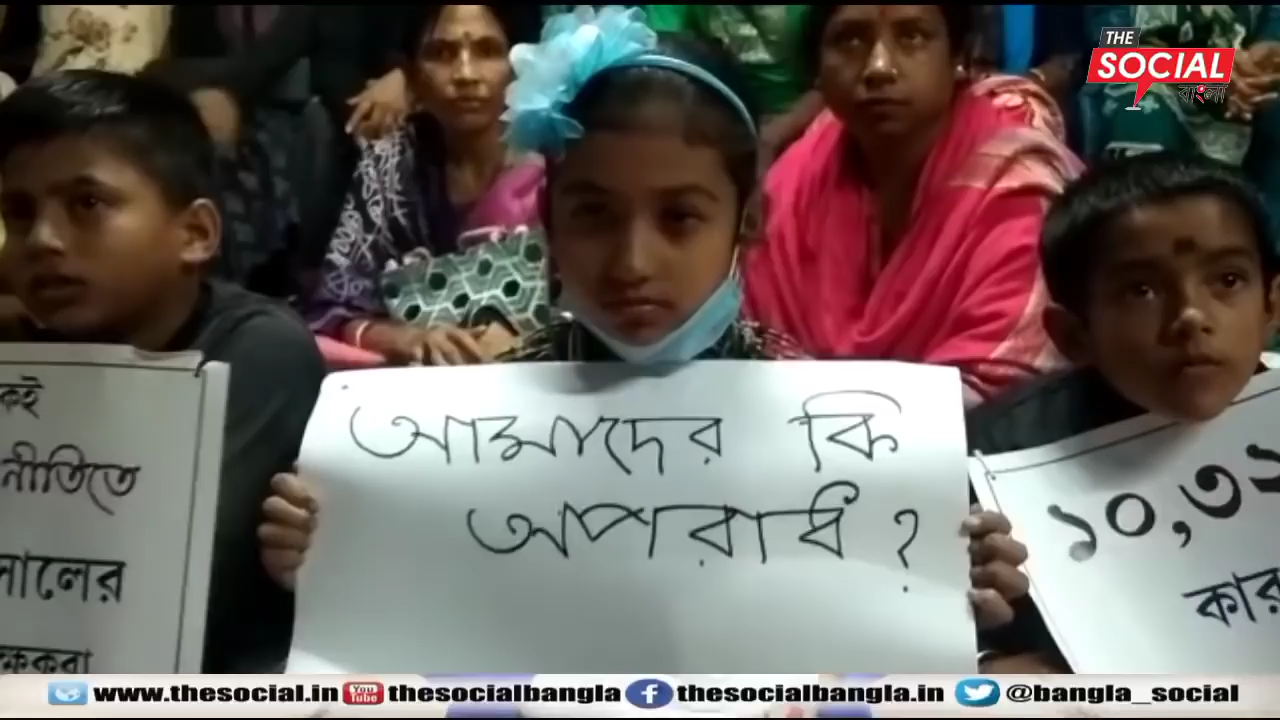 THE
SOCIAL
বাংলা
আমাদের কি
অপরাধ ?
নীতিতে
সালের
১০,৩২
কার
www.thesocial.in
thesocialbangla
thesocialbangla.in
@bangla_social